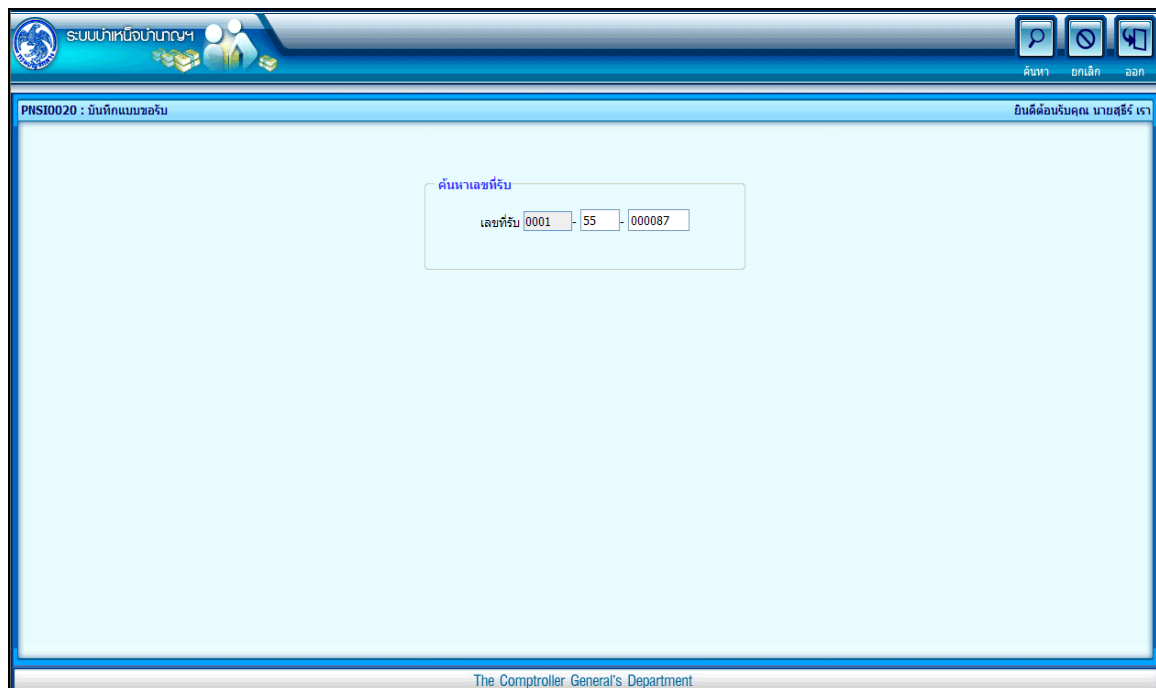 ระบบบำเหน็จบำนาญฯ
ค้นหา ยกเลิก ออก
PNSI0020 : บันทึกแบบขอรับ ยินดีต้อนรับคุณ นายสุธีร์ เรา
ค้นหาเลขที่รับ
เลขที่รับ 0001 - 55 - 000087
The Comptroller General's Department